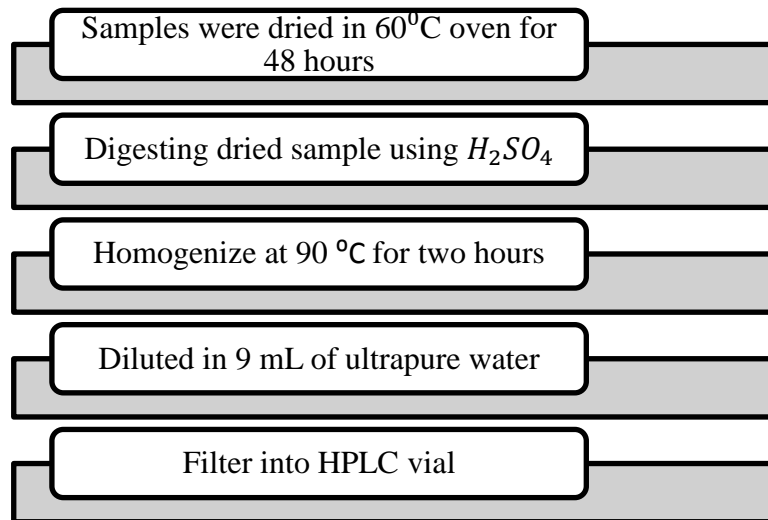 Samples were dried in 60⁰C oven for
48 hours
Digesting dried sample using H₂SO₄
Homogenize at 90 ⁰C for two hours
Diluted in 9 mL of ultrapure water
Filter into HPLC vial